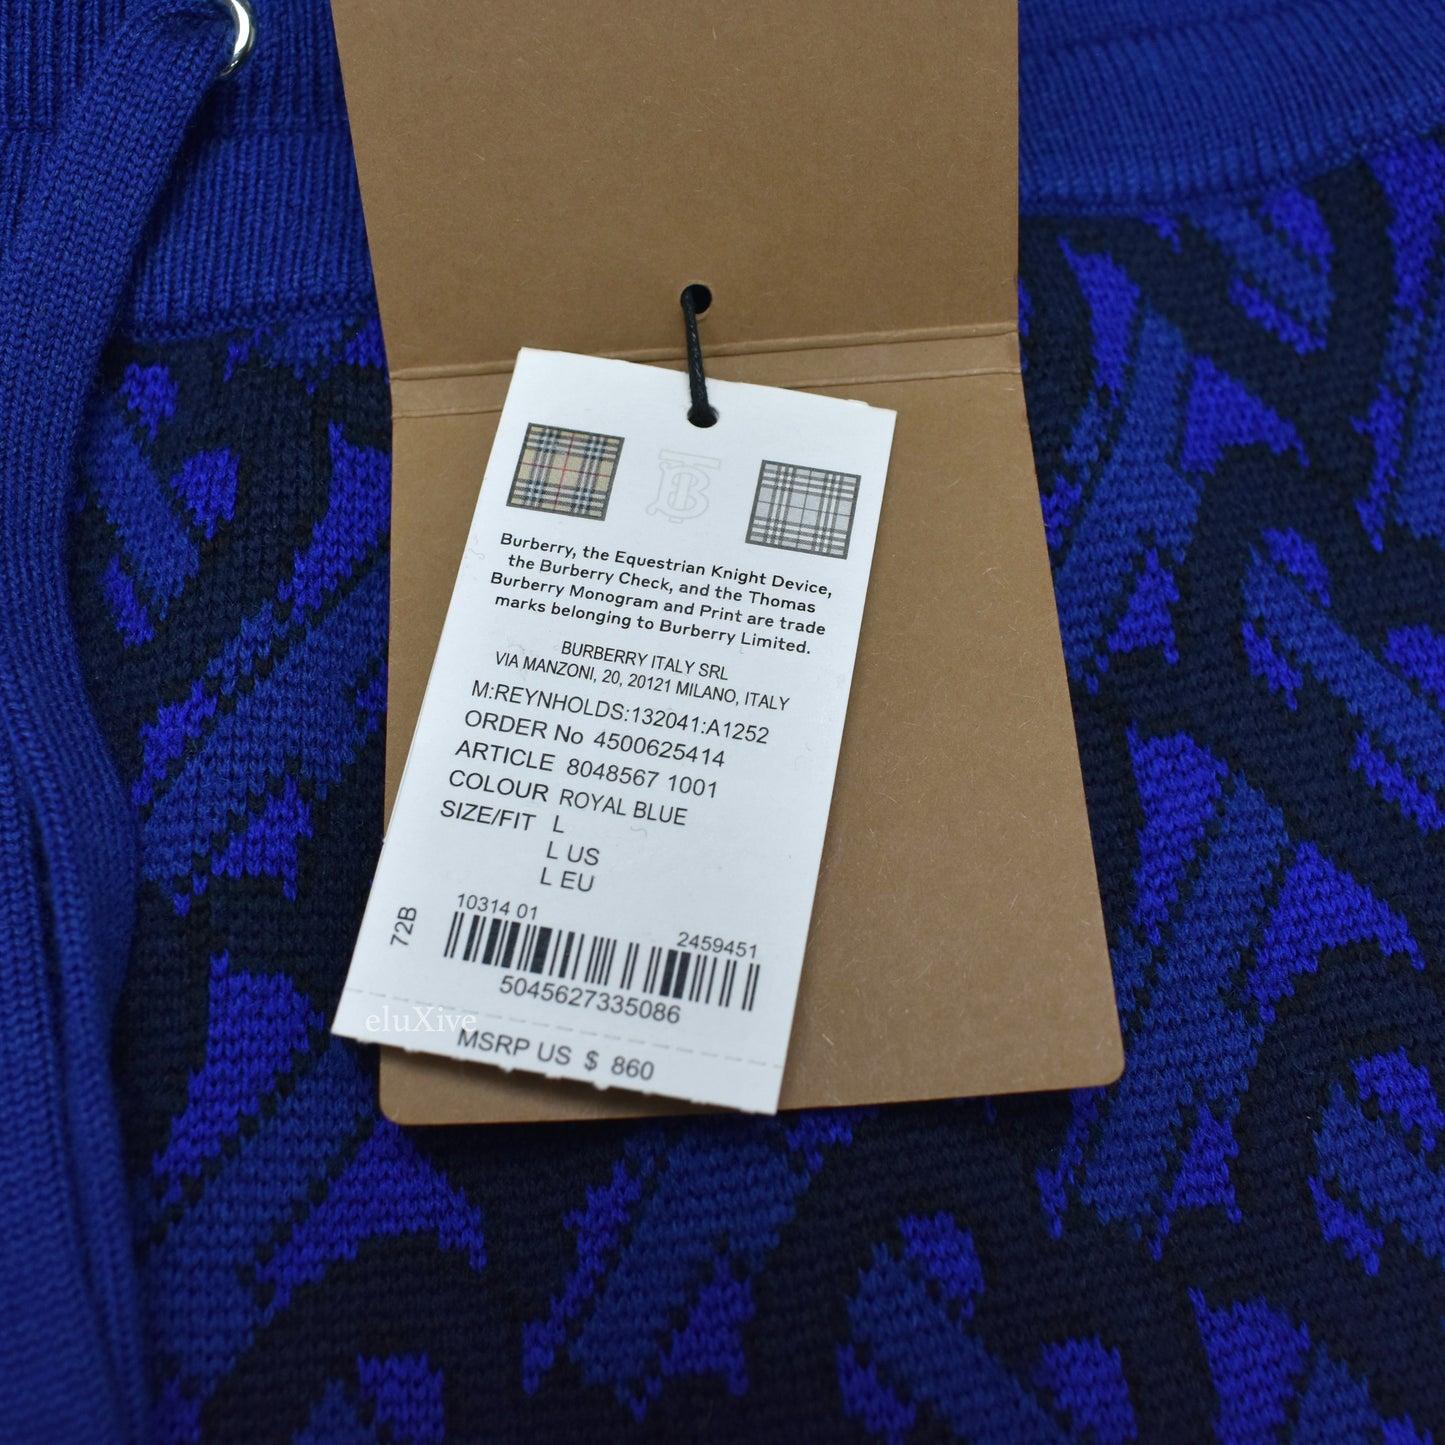 Burberry, the Equestrian Knight Device,
the Burberry Check, and the Thomas
Burberry Monogram and Print are trade
marks belonging to Burberry Limited.
BURBERRY ITALY SRL
VIA MANZONI, 20, 20121 MILANO, ITALY
M:REYNHOLDS:132041:A1252
ORDER No 4500625414
ARTICLE 8048567 1001
COLOUR ROYAL BLUE
SIZE/FIT L
L US
L EU
72B
10314 01 2459451
5045627335086
eluXive
MSRP US $ 860